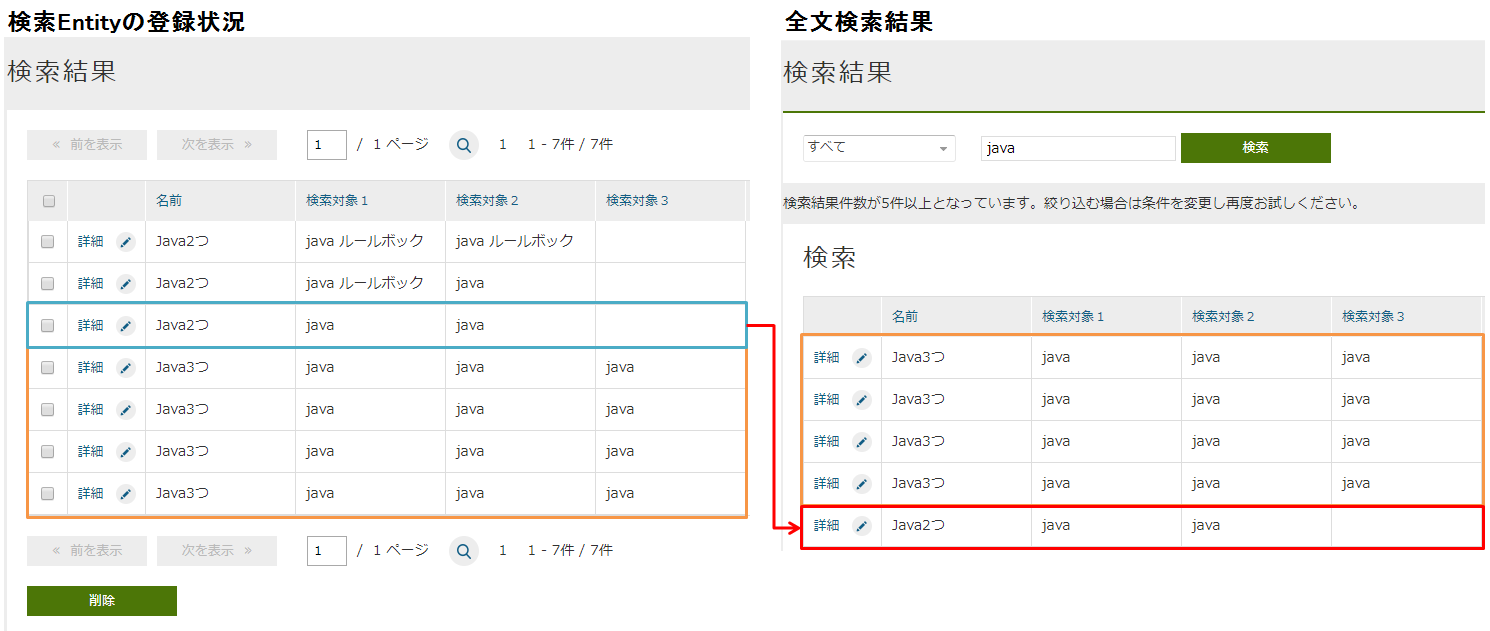 検索Entityの登録状況
検索結果
« 前を表示 次を表示 » 1 / 1 ページ 1 1 - 7件 / 7件
名前 検索対象1 検索対象2 検索対象3
詳細 Java2つ java ルールボック java ルールボック
詳細 Java2つ java ルールボック java
詳細 Java2つ java java
詳細 Java3つ java java java
詳細 Java3つ java java java
詳細 Java3つ java java java
詳細 Java3つ java java java
« 前を表示 次を表示 » 1 / 1 ページ 1 1 - 7件 / 7件
削除
全文検索結果
検索結果
すべて java 検索
検索結果件数が5件以上となっています。絞り込む場合は条件を変更し再度お試しください。
検索
名前 検索対象1 検索対象2 検索対象3
詳細 Java3つ java java java
詳細 Java3つ java java java
詳細 Java3つ java java java
詳細 Java3つ java java java
詳細 Java2つ java java